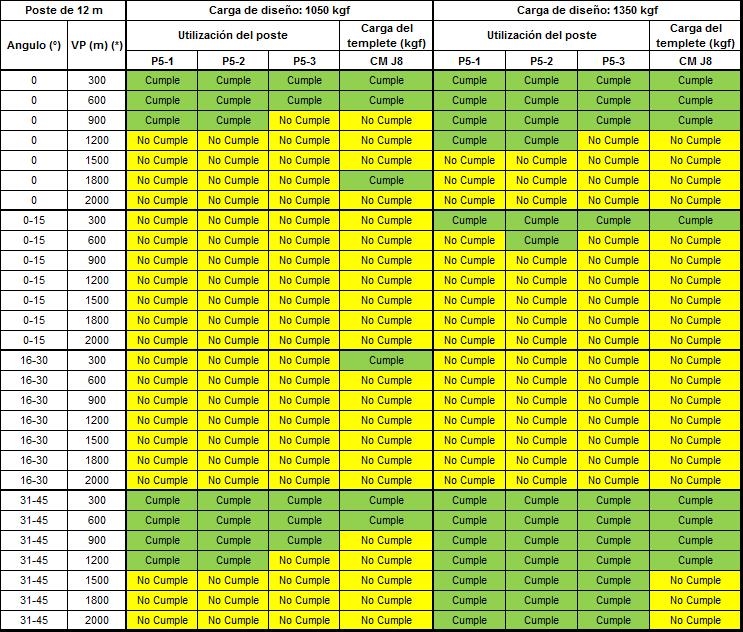 Poste de 12 m Carga de diseño: 1050 kgf Carga de diseño: 1350 kgf
Angulo (°) VP (m) (*) Utilización del poste Carga del templete (kgf) Utilización del poste Carga del templete (kgf)
P5-1 P5-2 P5-3 CM J8 P5-1 P5-2 P5-3 CM J8
0 300 Cumple Cumple Cumple Cumple Cumple Cumple Cumple Cumple
0 600 Cumple Cumple Cumple Cumple Cumple Cumple Cumple Cumple
0 900 Cumple Cumple No Cumple No Cumple Cumple Cumple Cumple Cumple
0 1200 No Cumple No Cumple No Cumple No Cumple Cumple Cumple No Cumple No Cumple
0 1500 No Cumple No Cumple No Cumple No Cumple No Cumple No Cumple No Cumple No Cumple
0 1800 No Cumple No Cumple No Cumple Cumple No Cumple No Cumple No Cumple No Cumple
0 2000 No Cumple No Cumple No Cumple No Cumple No Cumple No Cumple No Cumple No Cumple
0-15 300 No Cumple No Cumple No Cumple No Cumple Cumple Cumple Cumple Cumple
0-15 600 No Cumple No Cumple No Cumple No Cumple No Cumple Cumple No Cumple No Cumple
0-15 900 No Cumple No Cumple No Cumple No Cumple No Cumple No Cumple No Cumple No Cumple
0-15 1200 No Cumple No Cumple No Cumple No Cumple No Cumple No Cumple No Cumple No Cumple
0-15 1500 No Cumple No Cumple No Cumple No Cumple No Cumple No Cumple No Cumple No Cumple
0-15 1800 No Cumple No Cumple No Cumple No Cumple No Cumple No Cumple No Cumple No Cumple
0-15 2000 No Cumple No Cumple No Cumple No Cumple No Cumple No Cumple No Cumple No Cumple
16-30 300 No Cumple No Cumple No Cumple Cumple No Cumple No Cumple No Cumple No Cumple
16-30 600 No Cumple No Cumple No Cumple No Cumple No Cumple No Cumple No Cumple No Cumple
16-30 900 No Cumple No Cumple No Cumple No Cumple No Cumple No Cumple No Cumple No Cumple
16-30 1200 No Cumple No Cumple No Cumple No Cumple No Cumple No Cumple No Cumple No Cumple
16-30 1500 No Cumple No Cumple No Cumple No Cumple No Cumple No Cumple No Cumple No Cumple
16-30 1800 No Cumple No Cumple No Cumple No Cumple No Cumple No Cumple No Cumple No Cumple
16-30 2000 No Cumple No Cumple No Cumple No Cumple No Cumple No Cumple No Cumple No Cumple
31-45 300 Cumple Cumple Cumple Cumple Cumple Cumple Cumple Cumple
31-45 600 Cumple Cumple Cumple Cumple Cumple Cumple Cumple Cumple
31-45 900 Cumple Cumple Cumple No Cumple Cumple Cumple Cumple Cumple
31-45 1200 Cumple Cumple No Cumple No Cumple Cumple Cumple Cumple Cumple
31-45 1500 No Cumple No Cumple No Cumple No Cumple Cumple Cumple Cumple No Cumple
31-45 1800 No Cumple No Cumple No Cumple No Cumple Cumple Cumple Cumple No Cumple
31-45 2000 No Cumple No Cumple No Cumple No Cumple Cumple Cumple Cumple No Cumple